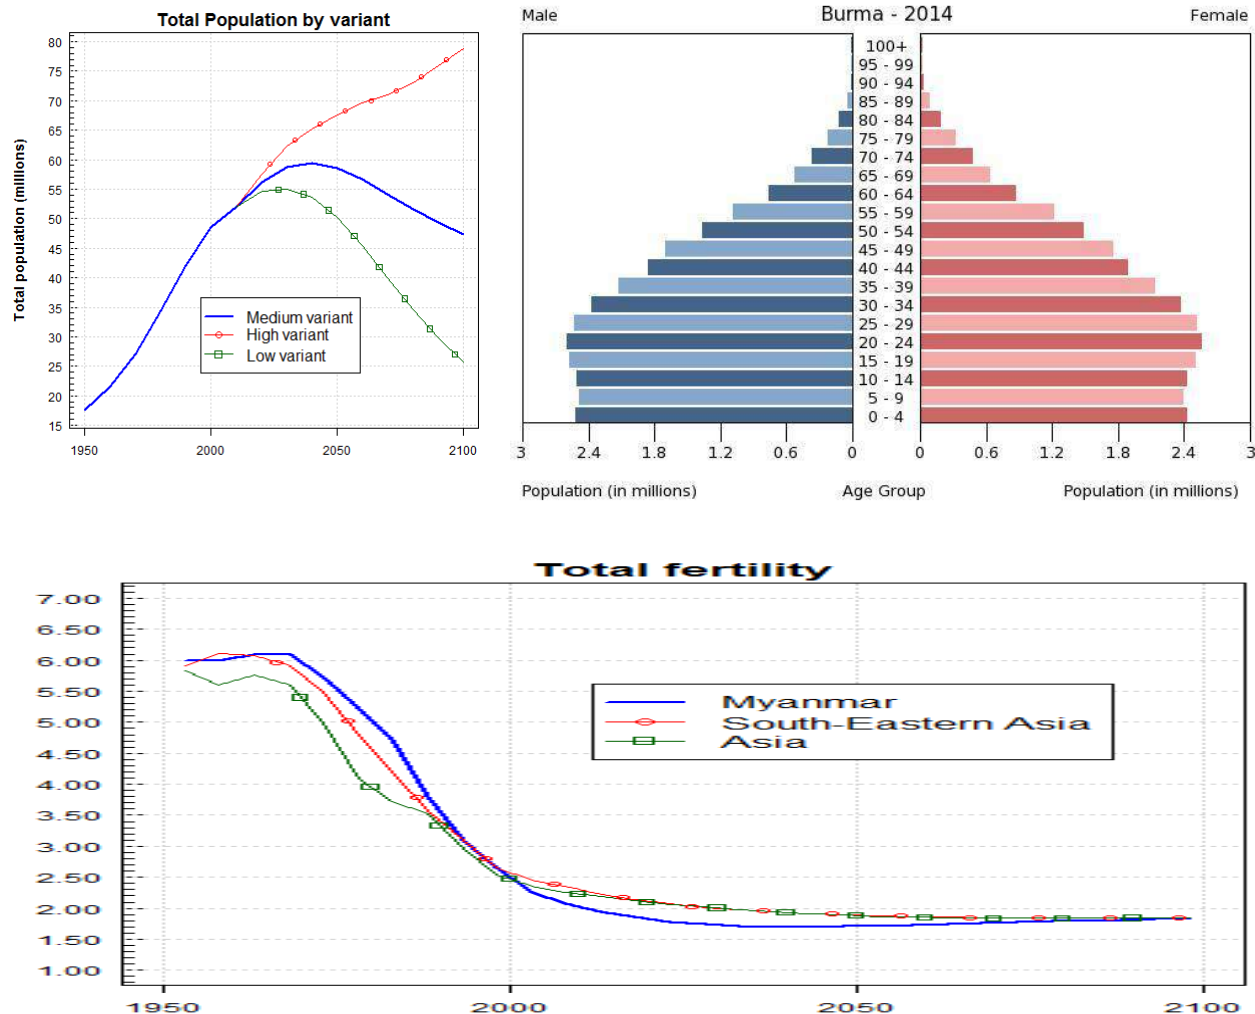 Total Population by variant
Total population (millions)
80
75
70
65
60
55
50
45
40
35
30
25
20
15
Medium variant
High variant
Low variant
1950 2000 2050 2100
Male Burma - 2014 Female
100+
95 - 99
90 - 94
85 - 89
80 - 84
75 - 79
70 - 74
65 - 69
60 - 64
55 - 59
50 - 54
45 - 49
40 - 44
35 - 39
30 - 34
25 - 29
20 - 24
15 - 19
10 - 14
5 - 9
0 - 4
3 2.4 1.8 1.2 0.6 0 0 0.6 1.2 1.8 2.4 3
Population (in millions) Age Group Population (in millions)
Total fertility
7.00
6.50
6.00
5.50
5.00
4.50
4.00
3.50
3.00
2.50
2.00
1.50
1.00
Myanmar
South-Eastern Asia
Asia
1950 2000 2050 2100